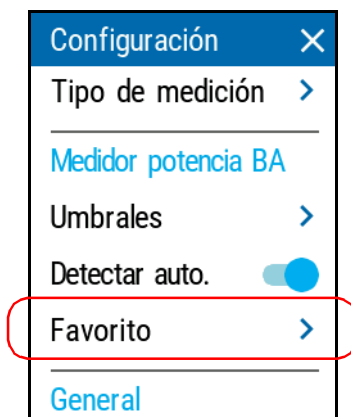 Configuración
Tipo de medición
Medidor potencia BA
Umbrales
Detectar auto.
Favorito
General